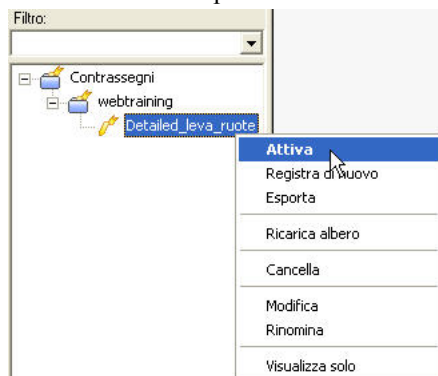 Filtro:
Contrassegni
webtraining
Detailed_leva_ruote
Attiva
Registra di nuovo
Esporta
Ricarica albero
Cancella
Modifica
Rinomina
Visualizza solo